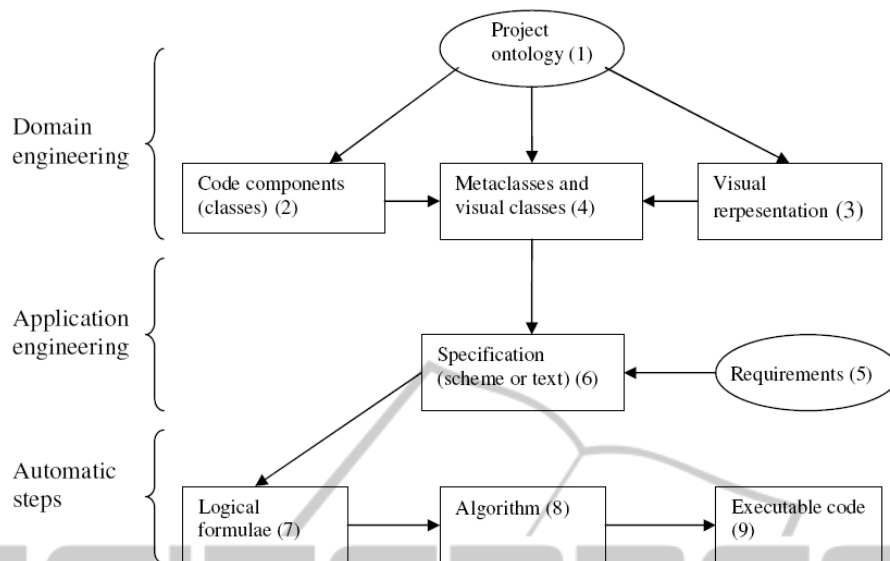 Project
ontology (1)
Domain
engineering
Code components
(classes) (2)
Metaclasses and
visual classes (4)
Visual
rerpesentation (3)
Application
engineering
Specification
(scheme or text) (6)
Requirements (5)
Automatic
steps
Logical
formulae (7)
Algorithm (8)
Executable code
(9)